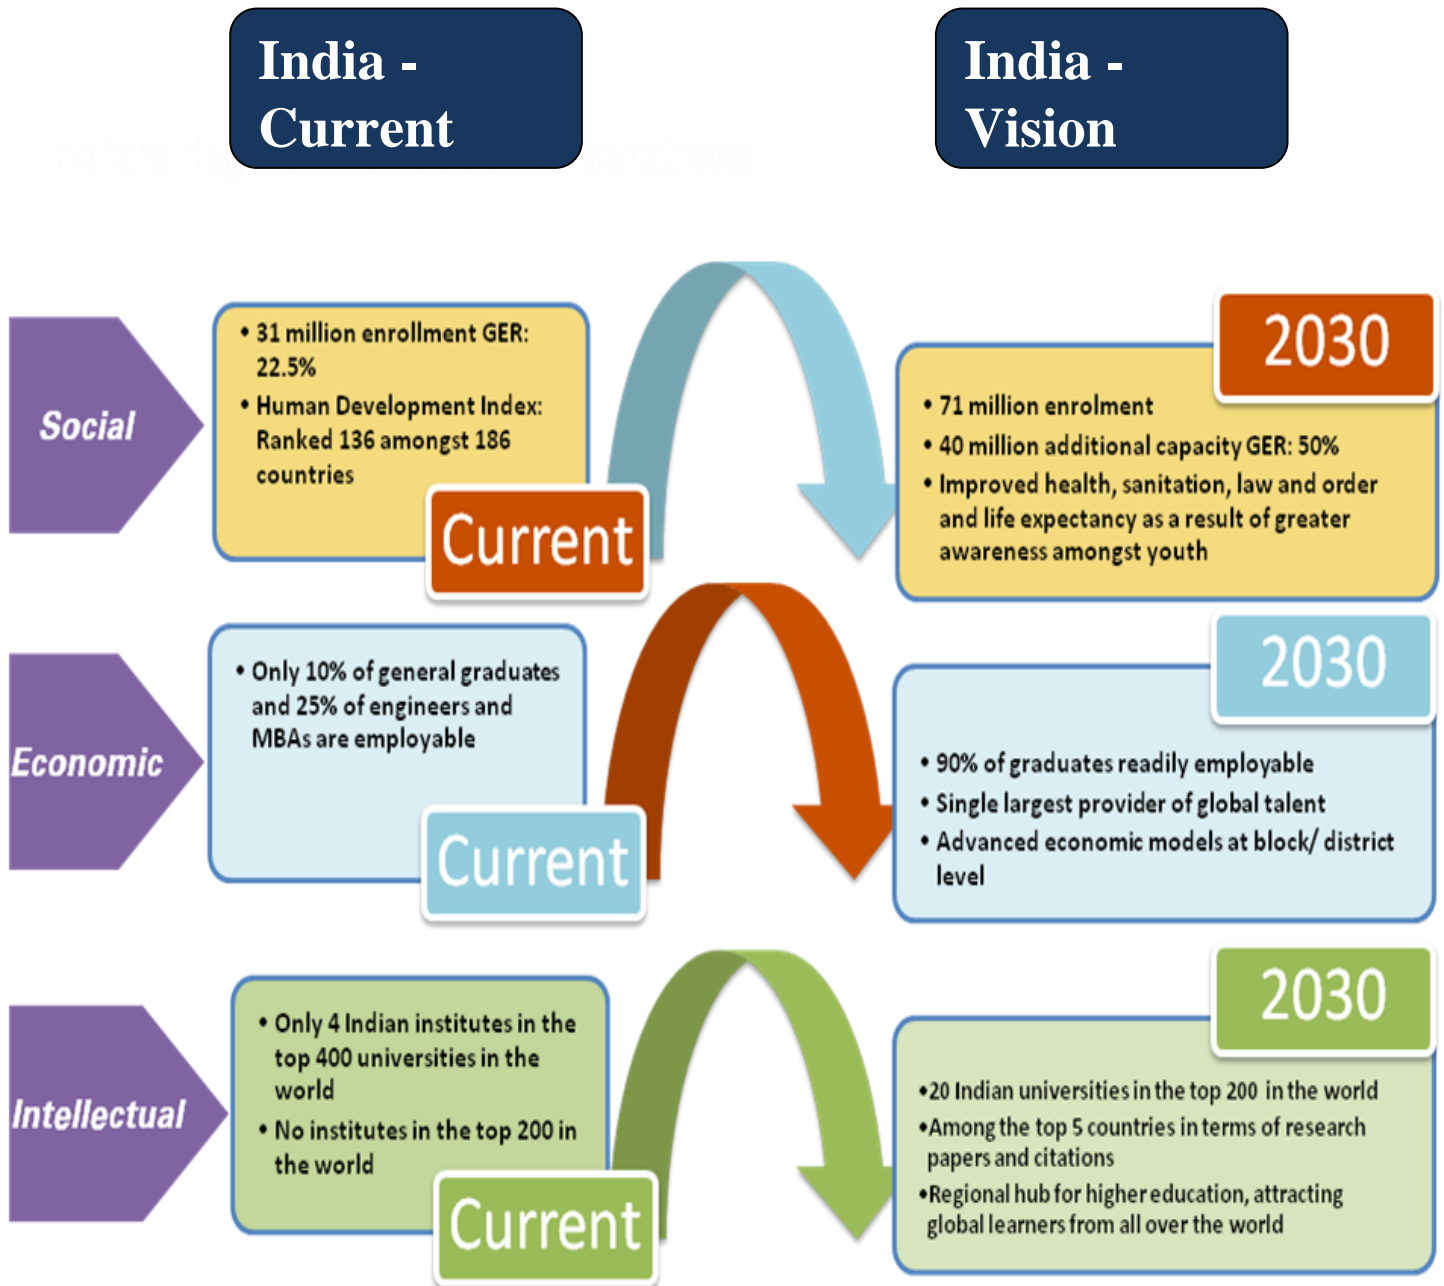 India -
Current
India -
Vision
Social
• 31 million enrollment GER:
22.5%
• Human Development Index:
Ranked 136 amongst 186
countries
Current
2030
• 71 million enrolment
• 40 million additional capacity GER: 50%
• Improved health, sanitation, law and order
and life expectancy as a result of greater
awareness amongst youth
Economic
• Only 10% of general graduates
and 25% of engineers and
MBAs are employable
Current
2030
• 90% of graduates readily employable
• Single largest provider of global talent
• Advanced economic models at block/ district
level
Intellectual
• Only 4 Indian institutes in the
top 400 universities in the
world
• No institutes in the top 200 in
the world
Current
2030
•20 Indian universities in the top 200 in the world
•Among the top 5 countries in terms of research
papers and citations
•Regional hub for higher education, attracting
global learners from all over the world